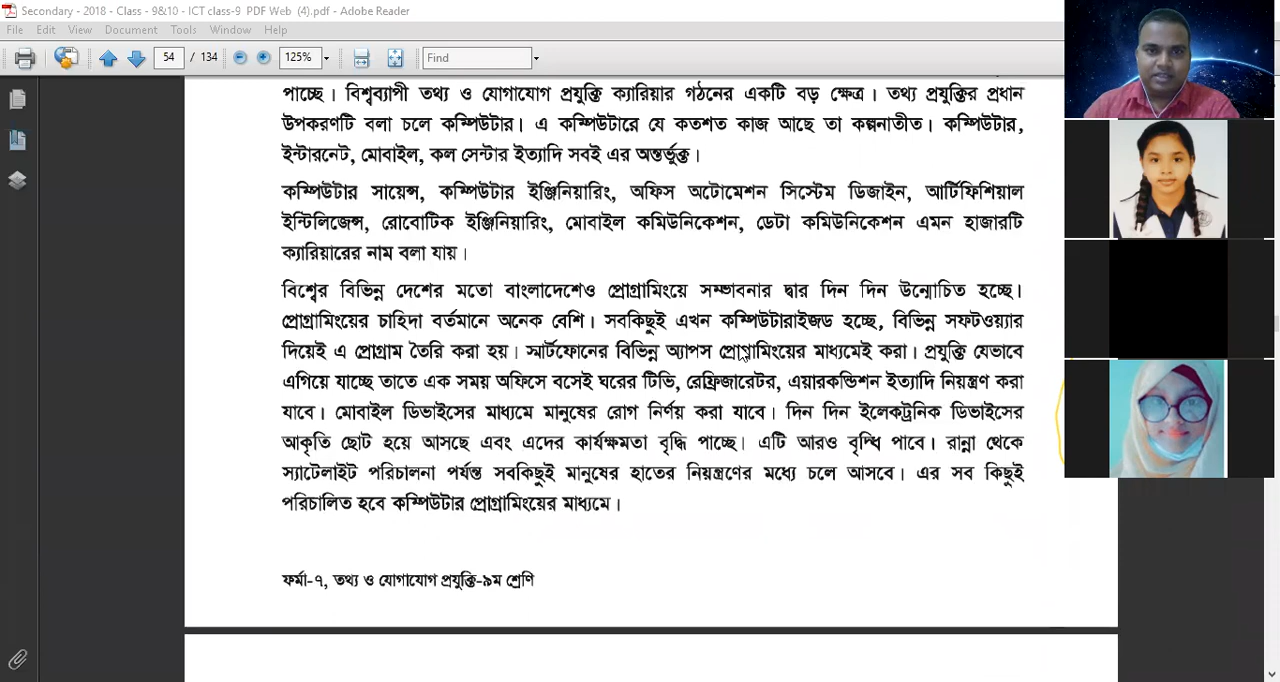 Secondary - 2018 - Class - 9&10 - ICT class-9 PDF Web (4).pdf - Adobe Reader
File Edit View Document Tools Window Help
54 / 134 125% Find
পাচ্ছে। বিশ্বব্যাপী তথ্য ও যোগাযোগ প্রযুক্তি ক্যারিয়ার গঠনের একটি বড় ক্ষেত্র। তথ্য প্রযুক্তির প্রধান
উপকরণটি বলা চলে কম্পিউটার। এ কম্পিউটারে যে কতশত কাজ আছে তা কল্পনাতীত। কম্পিউটার,
ইন্টারনেট, মোবাইল, কল সেন্টার ইত্যাদি সবই এর অন্তর্ভুক্ত।
কম্পিউটার সায়েন্স, কম্পিউটার ইঞ্জিনিয়ারিং, অফিস অটোমেশন সিস্টেম ডিজাইন, আর্টিফিশিয়াল
ইন্টিলিজেন্স, রোবোটিক ইঞ্জিনিয়ারিং, মোবাইল কমিউনিকেশন, ডেটা কমিউনিকেশন এমন হাজারটি
ক্যারিয়ারের নাম বলা যায়।
বিশ্বের বিভিন্ন দেশের মতো বাংলাদেশেও প্রোগ্রামিংয়ে সম্ভাবনার দ্বার দিন দিন উন্মোচিত হচ্ছে।
প্রোগ্রামিংয়ের চাহিদা বর্তমানে অনেক বেশি। সবকিছুই এখন কম্পিউটারাইজড হচ্ছে, বিভিন্ন সফটওয়্যার
দিয়েই এ প্রোগ্রাম তৈরি করা হয়। স্মার্টফোনের বিভিন্ন অ্যাপস প্রোগ্রামিংয়ের মাধ্যমেই করা। প্রযুক্তি যেভাবে
এগিয়ে যাচ্ছে তাতে এক সময় অফিসে বসেই ঘরের টিভি, রেফ্রিজারেটর, এয়ারকন্ডিশন ইত্যাদি নিয়ন্ত্রণ করা
যাবে। মোবাইল ডিভাইসের মাধ্যমে মানুষের রোগ নির্ণয় করা যাবে। দিন দিন ইলেকট্রনিক ডিভাইসের
আকৃতি ছোট হয়ে আসছে এবং এদের কার্যক্ষমতা বৃদ্ধি পাচ্ছে। এটি আরও বৃদ্ধি পাবে। রান্না থেকে
স্যাটেলাইট পরিচালনা পর্যন্ত সবকিছুই মানুষের হাতের নিয়ন্ত্রণের মধ্যে চলে আসবে। এর সব কিছুই
পরিচালিত হবে কম্পিউটার প্রোগ্রামিংয়ের মাধ্যমে।
ফর্মা-৭, তথ্য ও যোগাযোগ প্রযুক্তি-৯ম শ্রেণি